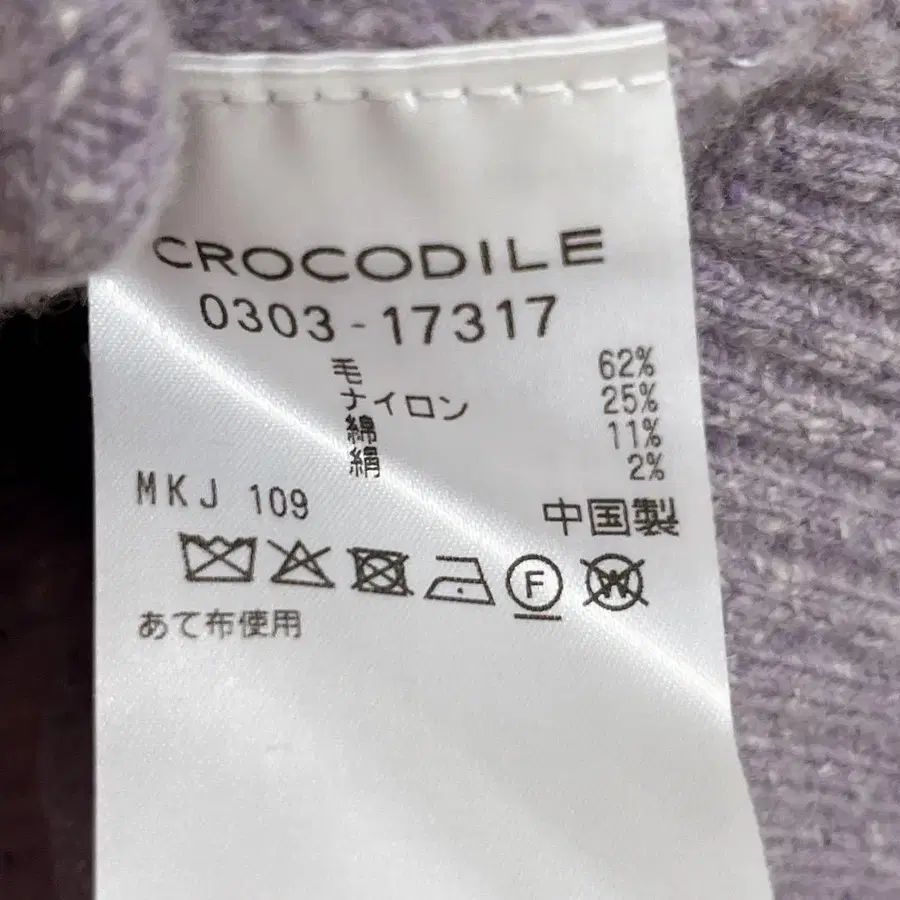 CROCODILE
0303-17317
毛 62%
ナイロン 25%
綿 11%
絹 2%
MKJ 109
中国製
F W
あて布使用